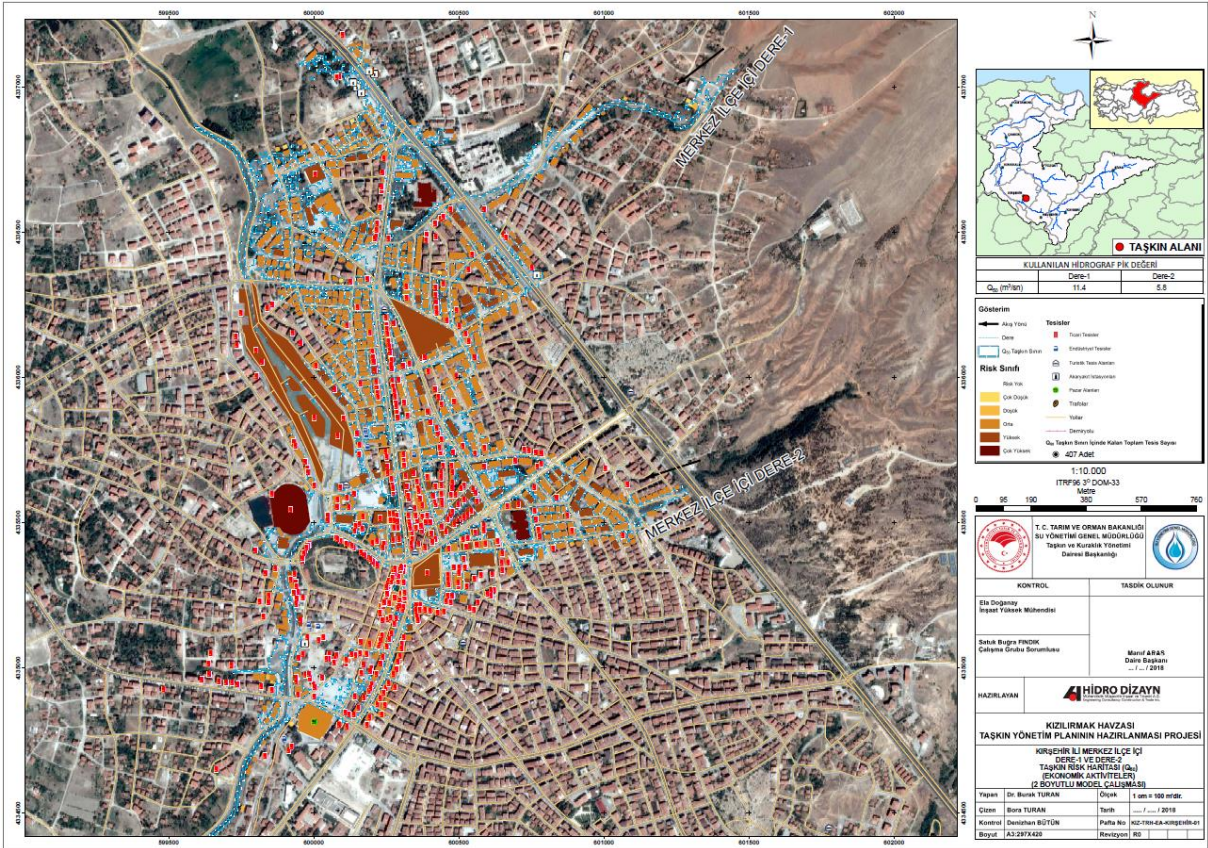 599500 600000 600500 601000 601500 602000
4337000
4336500
4336000
4335500
4335000
4334500
MERKEZ İLÇE İÇİ DERE-1
MERKEZ İLÇE İÇİ DERE-2
N
TAŞKIN ALANI
KULLANILAN HİDROGRAF PİK DEĞERİ
Dere-1 Dere-2
(m³/sn) 11.4 5.8
Gösterim
Akış Yönü
Dere
Taşkın Sınırı
Risk Sınıfı
Risk Yok
Çok Düşük
Düşük
Orta
Yüksek
Çok Yüksek
Tesisler
Ticari Tesisler
Endüstriyel Tesisler
Turistik Tesis Alanları
Akaryakıt İstasyonları
Pazar Alanları
Trafolar
Yollar
Demiryolu
Taşkın Sınırı İçinde Kalan Toplam Tesis Sayısı
407 Adet
1:10.000
ITRF96 3° DOM-33
Metre
0 95 190 380 570 760
T. C. TARIM VE ORMAN BAKANLIĞI
SU YÖNETİMİ GENEL MÜDÜRLÜĞÜ
Taşkın ve Kuraklık Yönetimi
Dairesi Başkanlığı
KONTROL TASDİK OLUNUR
Ela Doğanay
İnşaat Yüksek Mühendisi
Satuk Buğra FINDIK
Çalışma Grubu Sorumlusu
Maruf ARAS
Daire Başkanı
... / ... / 2018
HAZIRLAYAN
HİDRO DİZAYN
KIZILIRMAK HAVZASI
TAŞKIN YÖNETİM PLANININ HAZIRLANMASI PROJESİ
KIRŞEHİR İLİ MERKEZ İLÇE İÇİ
DERE-1 VE DERE-2
TAŞKIN RİSK HARİTASI
(EKONOMİK AKTİVİTELER)
(2 BOYUTLU MODEL ÇALIŞMASI)
Yapan Dr. Burak TURAN Ölçek 1 cm = 100 m'dir.
Çizen Bora TURAN Tarih ..... / ..... / 2018
Kontrol Denizhan BÜTÜN Pafta No KIZ-TRH-EA-KIRŞEHİR-01
Boyut A3:297X420 Revizyon R0
599500 600000 600500 601000 601500 602000